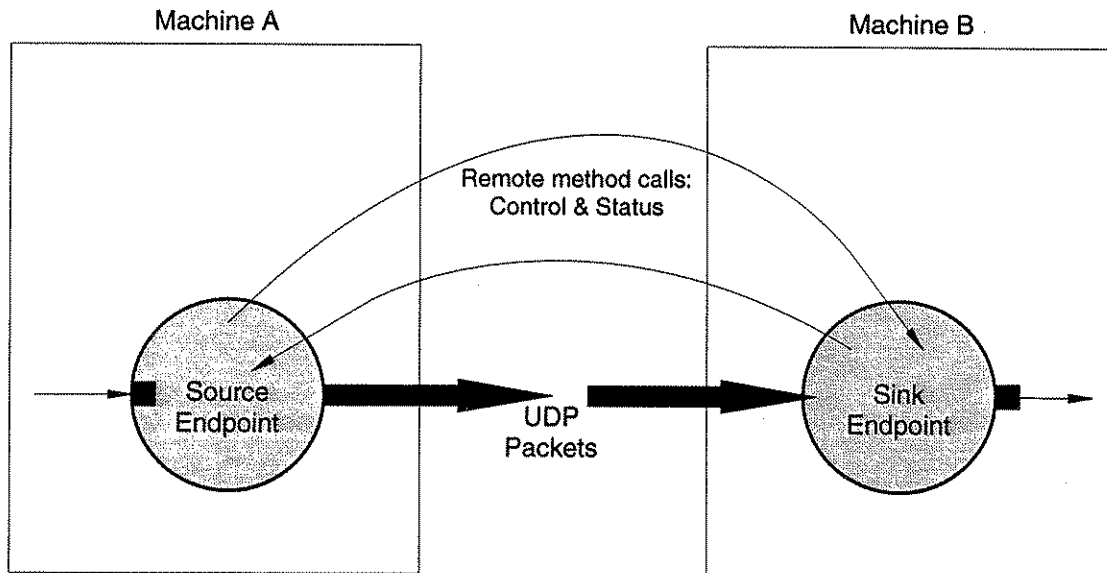 Machine A
Machine B
Remote method calls:
Control & Status
Source
Endpoint
UDP
Packets
Sink
Endpoint